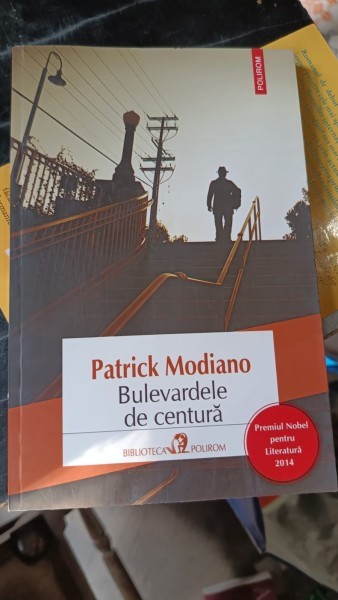 POLIROM
Patrick Modiano
Bulevardele
de centură
BIBLIOTECA POLIROM
Premiul Nobel
pentru
Literatură
2014